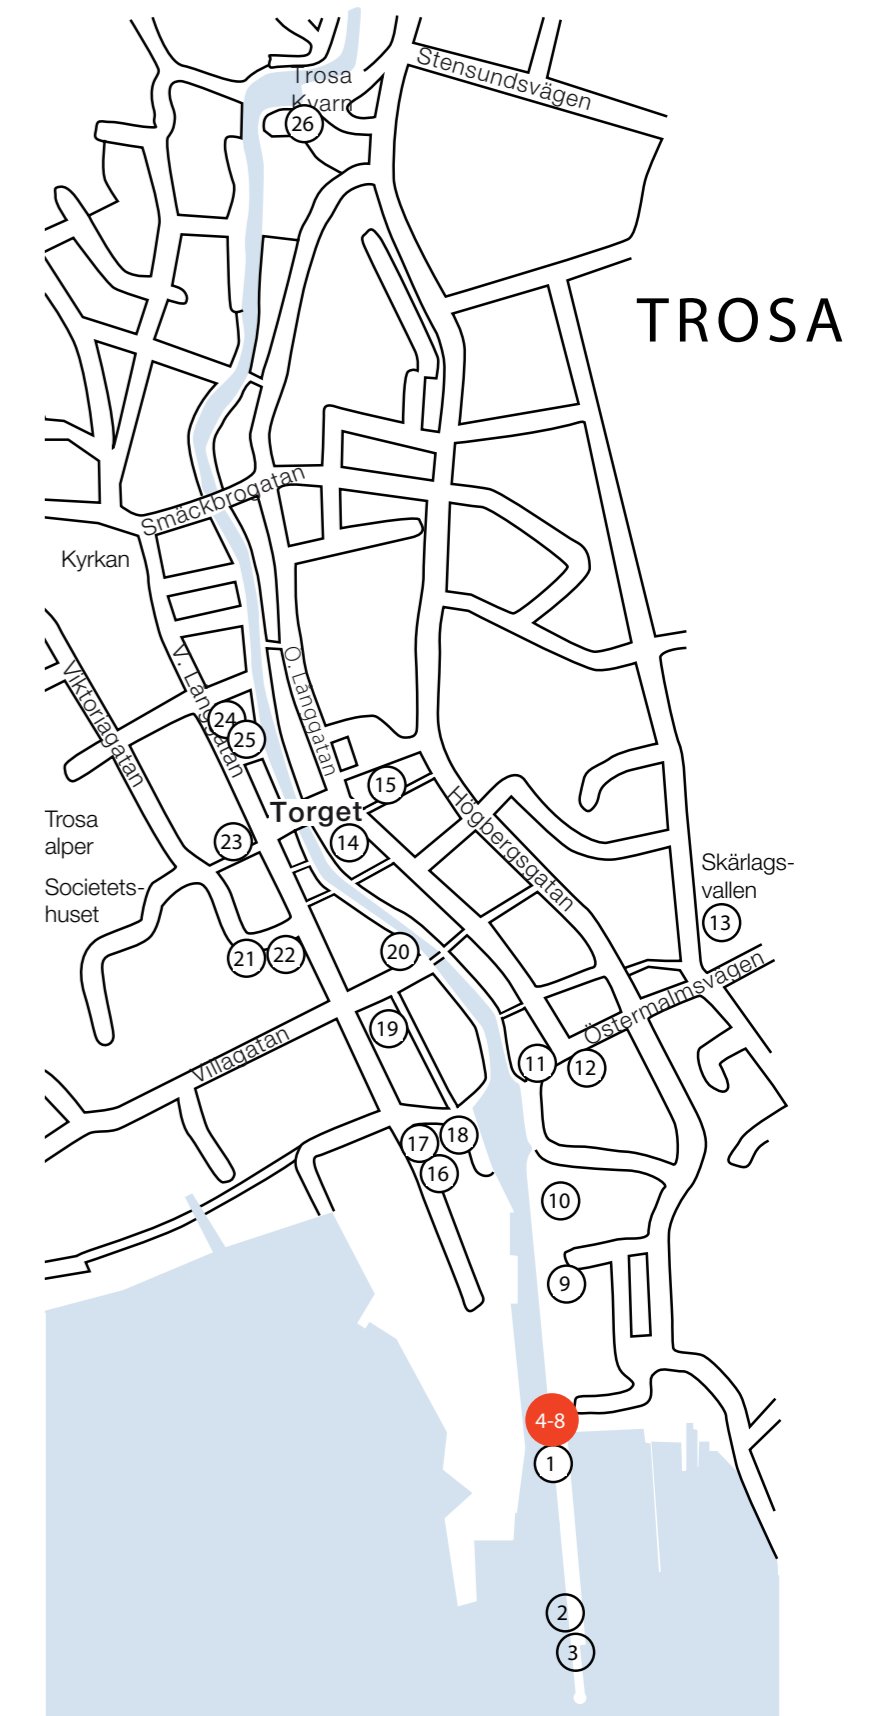 Stensundsvägen
Trosa
Kvarn
26
TROSA
Smäckbrogatan
Kyrkan
V. Långgatan
Ö. Långgatan
Viktoriagatan
24
25
15
Högbergsgatan
Torget
Trosa
alper
23
14
Skärlags-
vallen
Societets-
huset
13
21
22
20
Östermalmsvägen
19
Villagatan
11
12
17
18
16
10
9
4-8
1
2
3